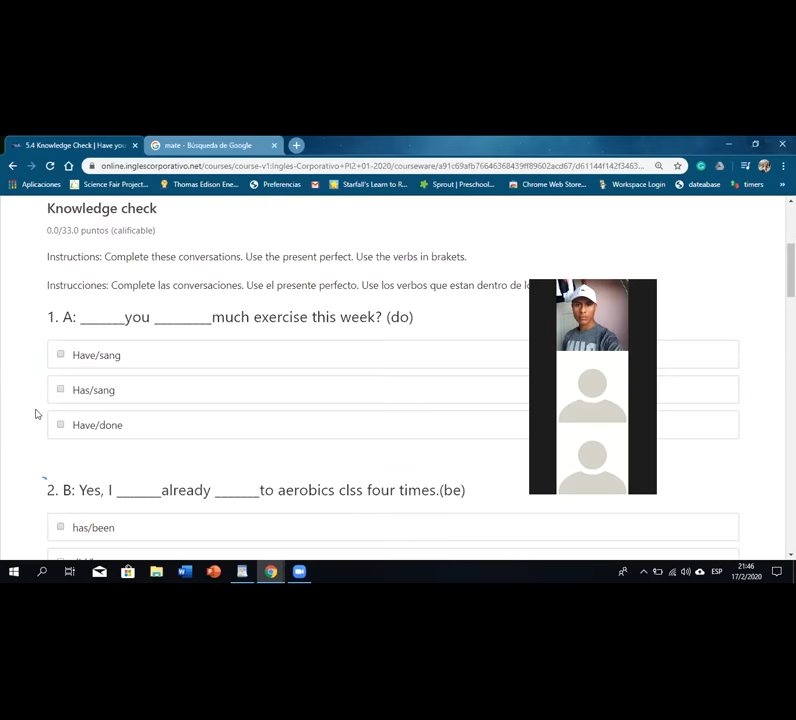 5.4 Knowledge Check | Have you
mate - Búsqueda de Google
online.inglescorporativo.net/courses/course-v1:Ingles-Corporativo+PI2+01-2020/courseware/a91c69afb76646368439ff89602acd67/d61144f142f3463...
Aplicaciones
Science Fair Project...
Thomas Edison Ene...
Preferencias
Starfall's Learn to R...
Sprout | Preschool...
Chrome Web Store...
Workspace Login
dateabase
timers
Knowledge check
0.0/33.0 puntos (calificable)
Instructions: Complete these conversations. Use the present perfect. Use the verbs in brakets.
Instrucciones: Complete las conversaciones. Use el presente perfecto. Use los verbos que estan dentro de
1. A: _______you _________much exercise this week? (do)
Have/sang
Has/sang
Have/done
2. B: Yes, I _______already _______to aerobics clss four times.(be)
has/been
ESP
21:46
17/2/2020